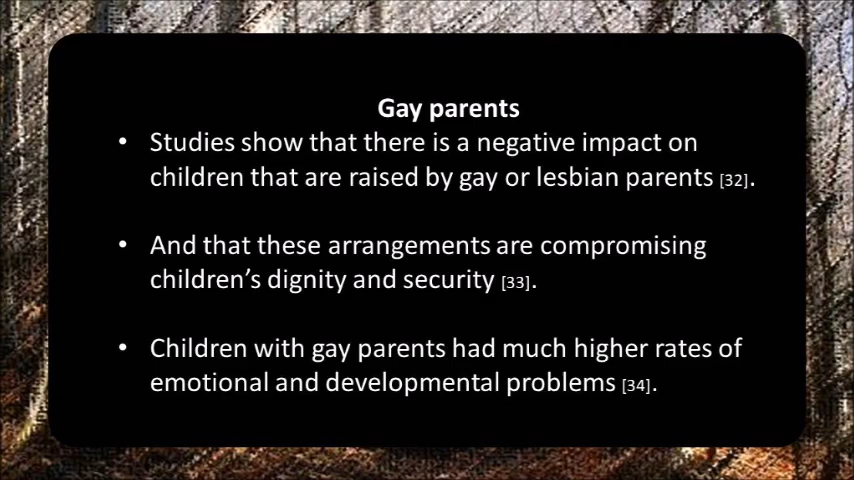 Gay parents
• Studies show that there is a negative impact on
children that are raised by gay or lesbian parents [32].
• And that these arrangements are compromising
children's dignity and security [33].
• Children with gay parents had much higher rates of
emotional and developmental problems [34].